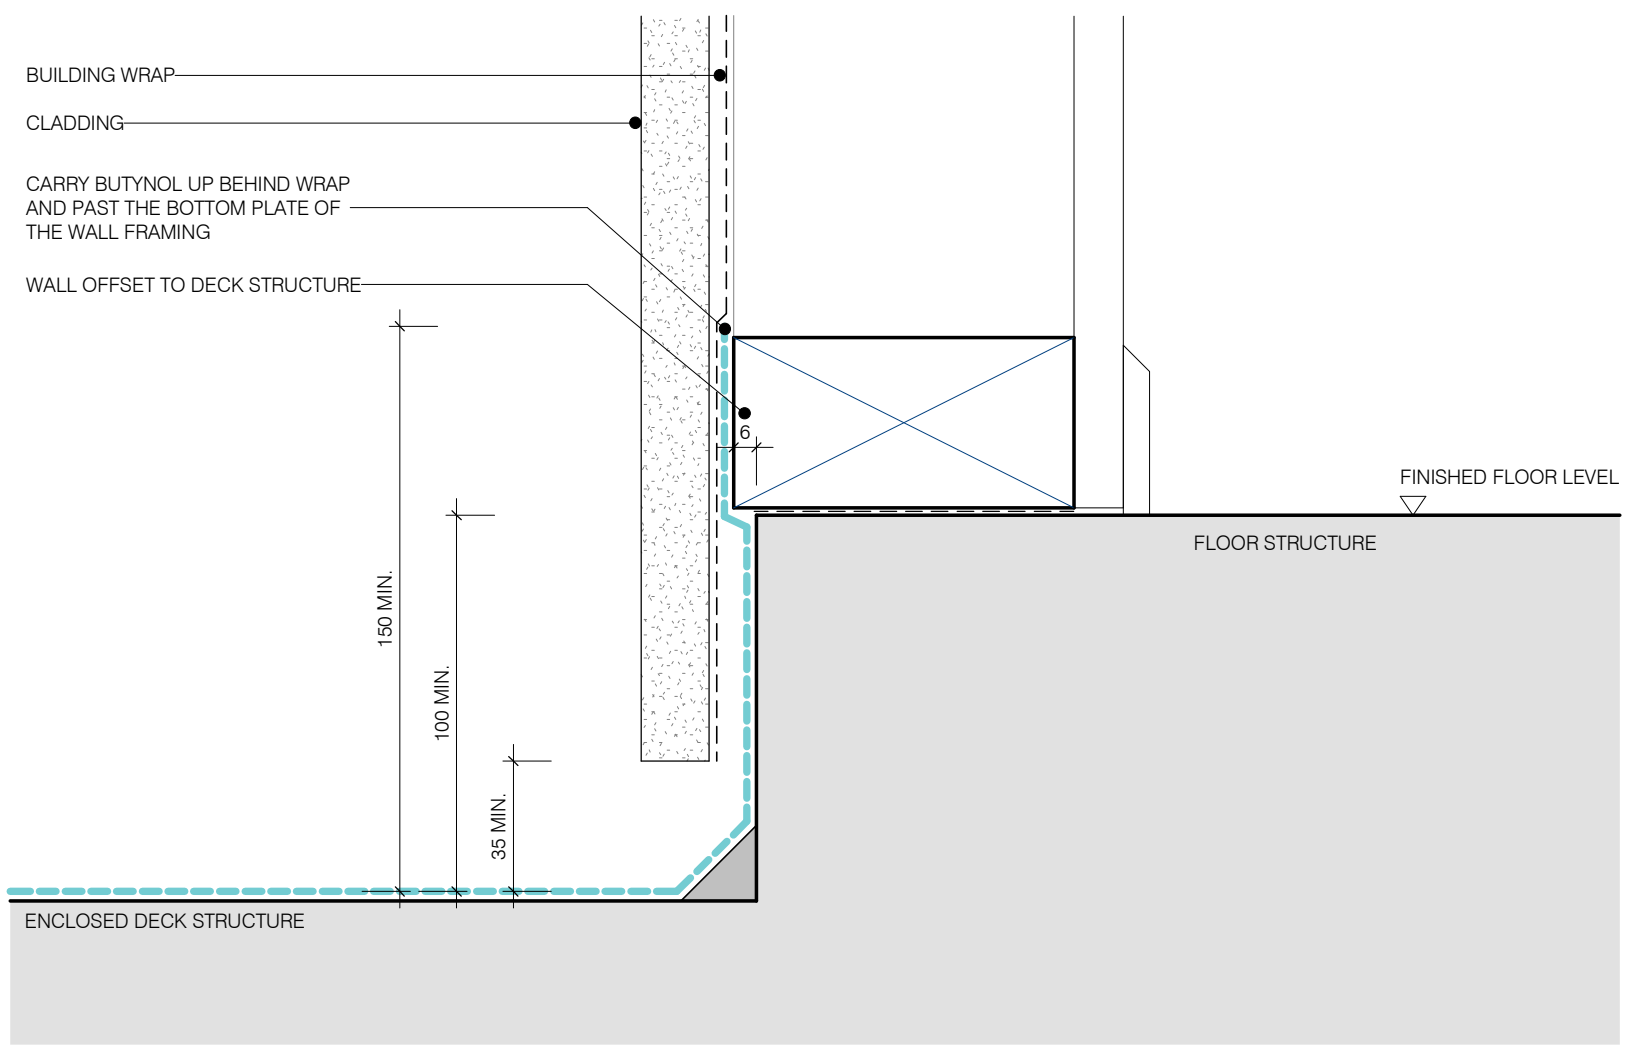 BUILDING WRAP
CLADDING
CARRY BUTYNOL UP BEHIND WRAP
AND PAST THE BOTTOM PLATE OF
THE WALL FRAMING
WALL OFFSET TO DECK STRUCTURE
6
FINISHED FLOOR LEVEL
FLOOR STRUCTURE
150 MIN.
100 MIN.
35 MIN.
ENCLOSED DECK STRUCTURE